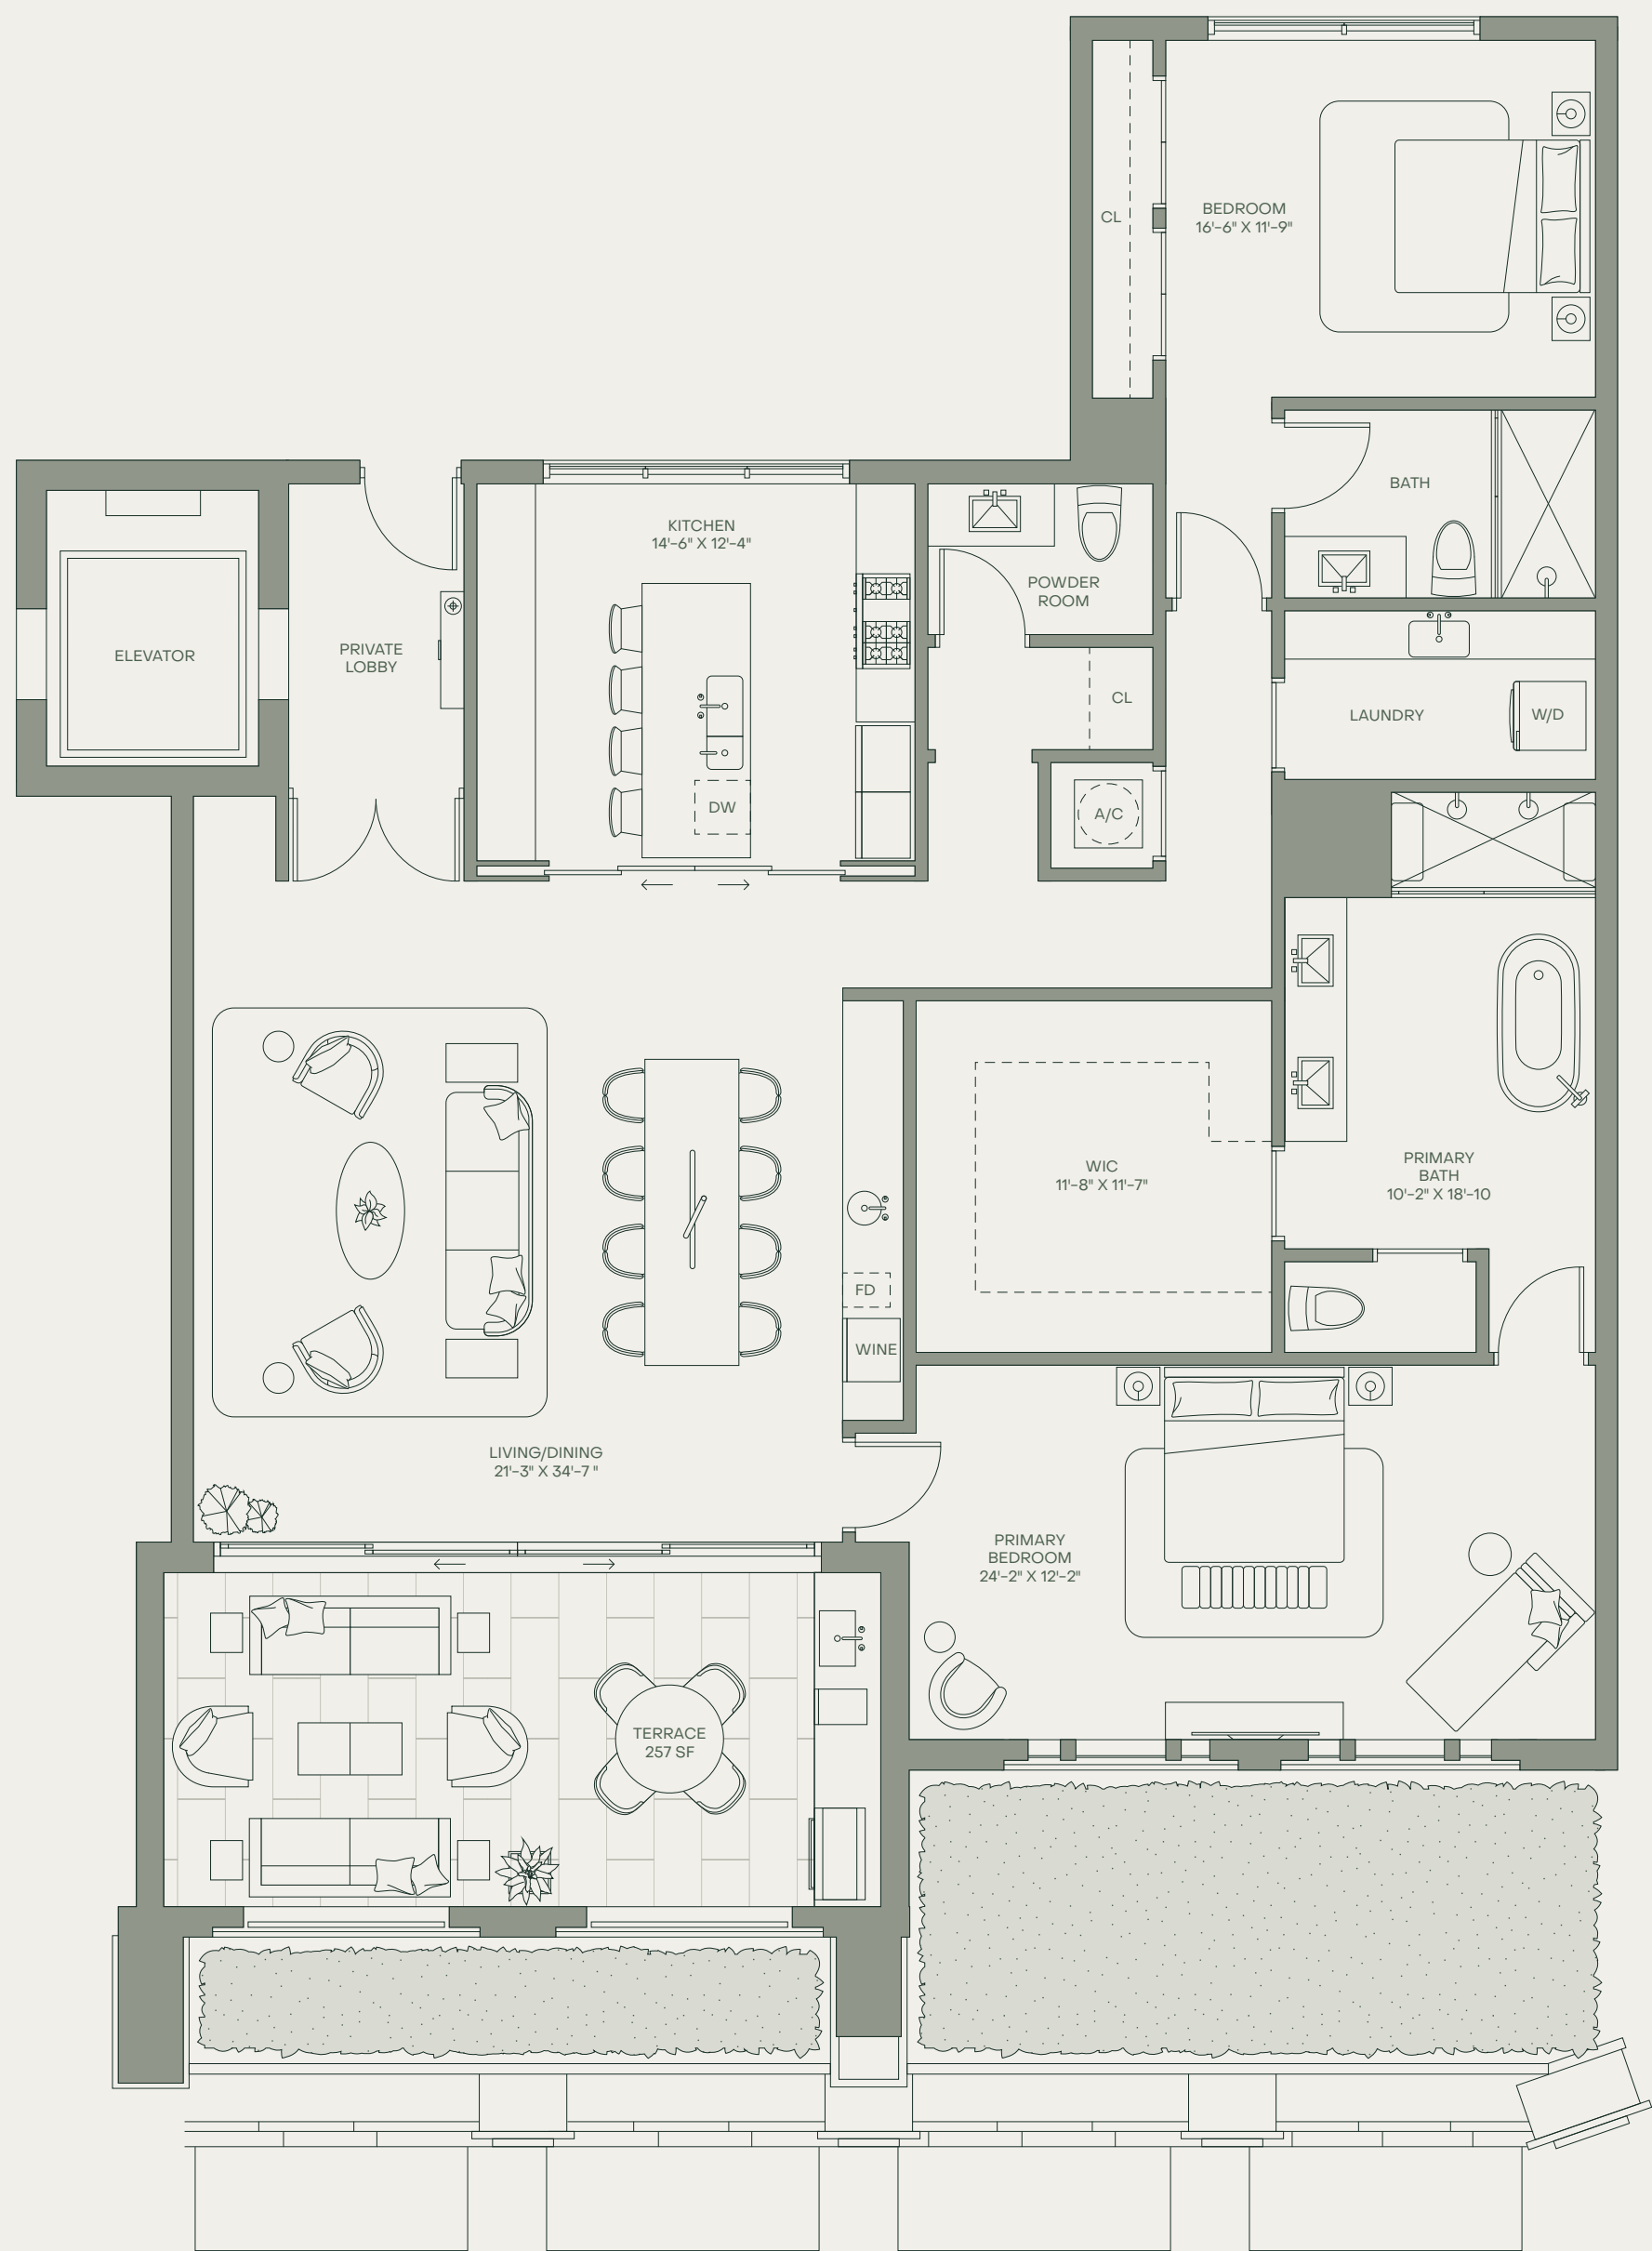 CL
BEDROOM
16'-6" X 11'-9"
BATH
KITCHEN
14'-6" X 12'-4"
POWDER
ROOM
ELEVATOR
PRIVATE
LOBBY
CL
LAUNDRY
W/D
DW
A/C
WIC
11'-8" X 11'-7"
PRIMARY
BATH
10'-2" X 18'-10
FD
WINE
LIVING/DINING
21'-3" X 34'-7 "
PRIMARY
BEDROOM
24'-2" X 12'-2"
TERRACE
257 SF